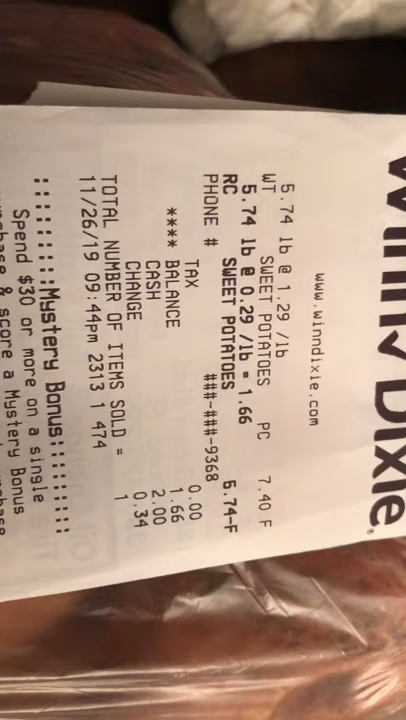 Winn Dixie
www.winndixie.com
5.74 lb @ 1.29 /lb
WT SWEET POTATOES PC 7.40 F
5.74 lb @ 0.29 /lb = 1.66
RC SWEET POTATOES 5.74-F
PHONE # ###-###-9368
TAX 0.00
**** BALANCE 1.66
CASH 2.00
CHANGE 0.34
TOTAL NUMBER OF ITEMS SOLD = 1
11/26/19 09:44pm 2313 1 474
::::::::::Mystery Bonus::::::::::
Spend $30 or more on a single
& score a Mystery Bonus